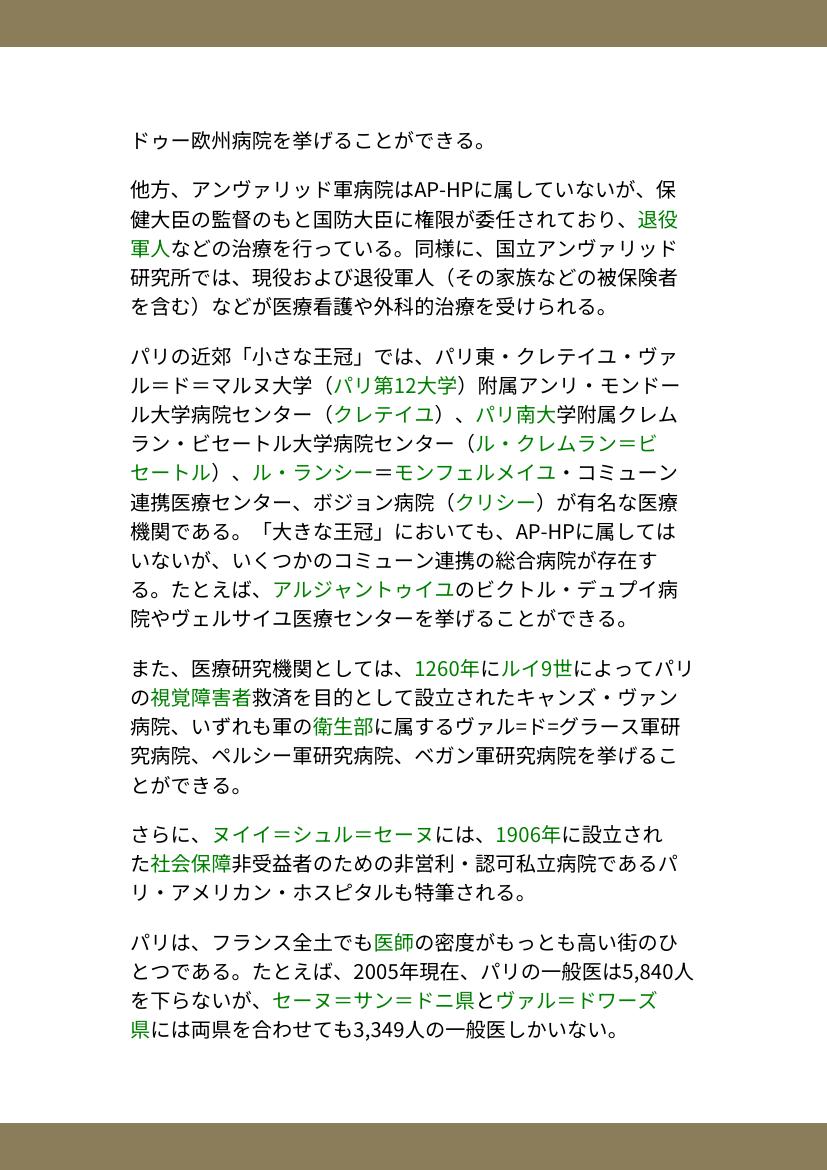 ドゥー欧州病院を挙げることができる。
他方、アンヴァリッド軍病院はAP-HPに属していないが、保
健大臣の監督のもと国防大臣に権限が委任されており、退役
軍人などの治療を行っている。同様に、国立アンヴァリッド
研究所では、現役および退役軍人（その家族などの被保険者
を含む）などが医療看護や外科的治療を受けられる。
パリの近郊「小さな王冠」では、パリ東・クレテイユ・ヴァ
ル＝ド＝マルヌ大学（パリ第12大学）附属アンリ・モンドー
ル大学病院センター（クレテイユ）、パリ南大学附属クレム
ラン・ビセートル大学病院センター（ル・クレムラン＝ビ
セートル）、ル・ランシー＝モンフェルメイユ・コミューン
連携医療センター、ボジョン病院（クリシー）が有名な医療
機関である。「大きな王冠」においても、AP-HPに属しては
いないが、いくつかのコミューン連携の総合病院が存在す
る。たとえば、アルジャントゥイユのビクトル・デュプイ病
院やヴェルサイユ医療センターを挙げることができる。
また、医療研究機関としては、1260年にルイ9世によってパリ
の視覚障害者救済を目的として設立されたキャンズ・ヴァン
病院、いずれも軍の衛生部に属するヴァル=ド=グラース軍研
究病院、ペルシー軍研究病院、ベガン軍研究病院を挙げるこ
とができる。
さらに、ヌイイ＝シュル＝セーヌには、1906年に設立され
た社会保障非受益者のための非営利・認可私立病院であるパ
リ・アメリカン・ホスピタルも特筆される。
パリは、フランス全土でも医師の密度がもっとも高い街のひ
とつである。たとえば、2005年現在、パリの一般医は5,840人
を下らないが、セーヌ＝サン＝ドニ県とヴァル＝ドワーズ
県には両県を合わせても3,349人の一般医しかいない。